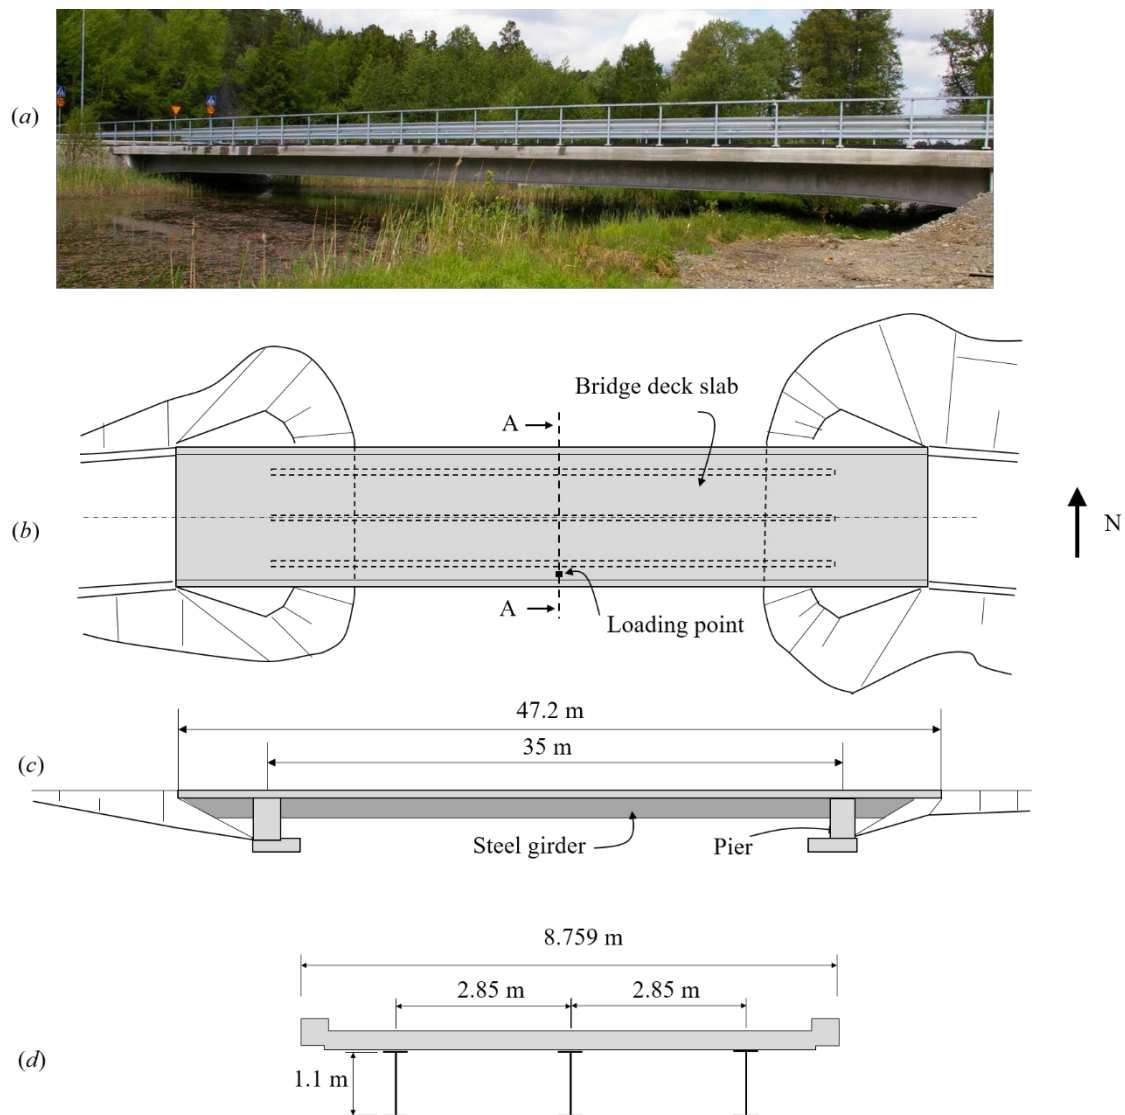 (a)
Bridge deck slab
A
(b)
N
A
Loading point
47.2 m
35 m
(c)
Steel girder
Pier
8.759 m
2.85 m 2.85 m
(d)
1.1 m